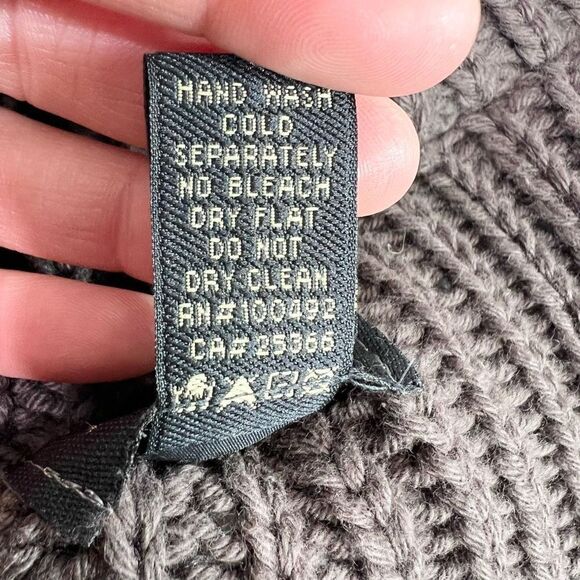 HAND WASH
COLD
SEPARATELY
NO BLEACH
DRY FLAT
DO NOT
DRY CLEAN
RN#100492
CA#25366